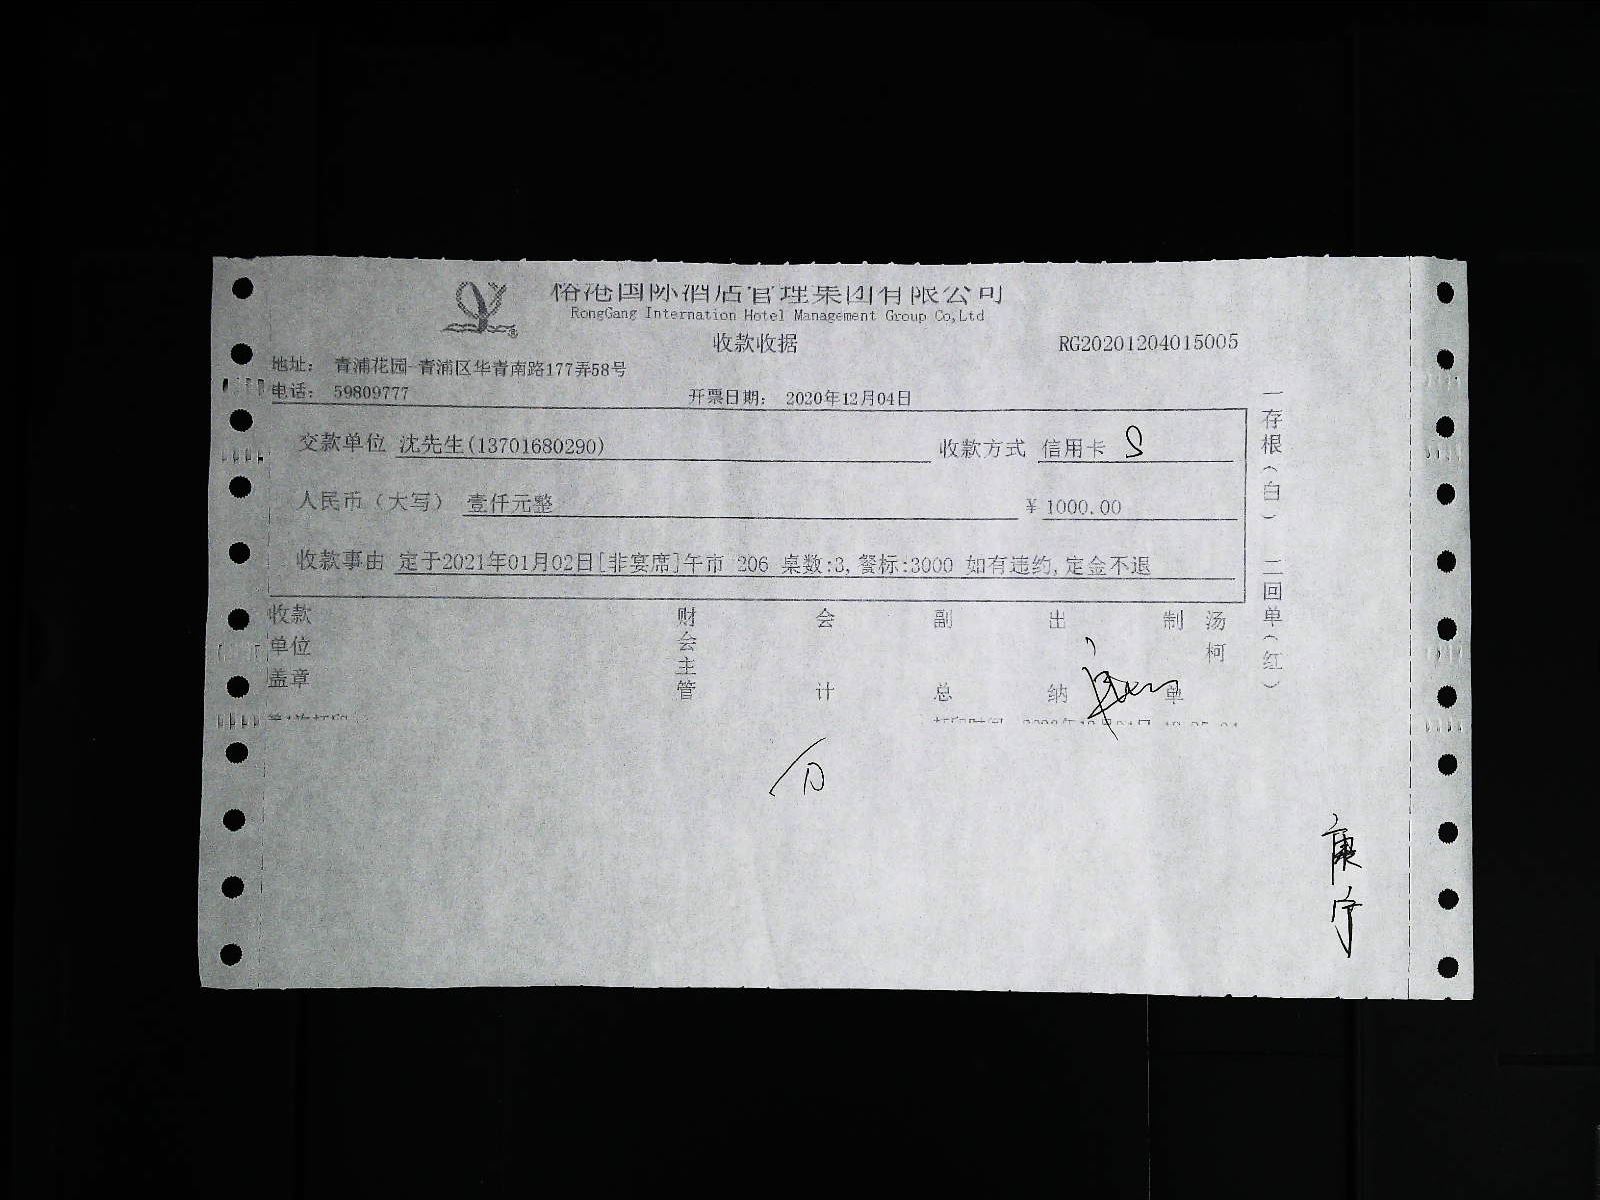 榕港国际酒店管理集团有限公司
RongGang Internation Hotel Management Group Co,Ltd
收款收据 RG20201204015005
地址： 青浦花园-青浦区华青南路177弄58号
电话： 59809777 开票日期： 2020年12月04日
交款单位 沈先生(13701680290) 收款方式 信用卡 S
人民币（大写） 壹仟元整 ¥ 1000.00
收款事由 定于2021年01月02日[非宴席]午市 206 桌数:3,餐标:3000 如有违约,定金不退
收款单位盖章 财会主管 会计 副总 出纳 制单 汤柯
一存根（白） 二回单（红）